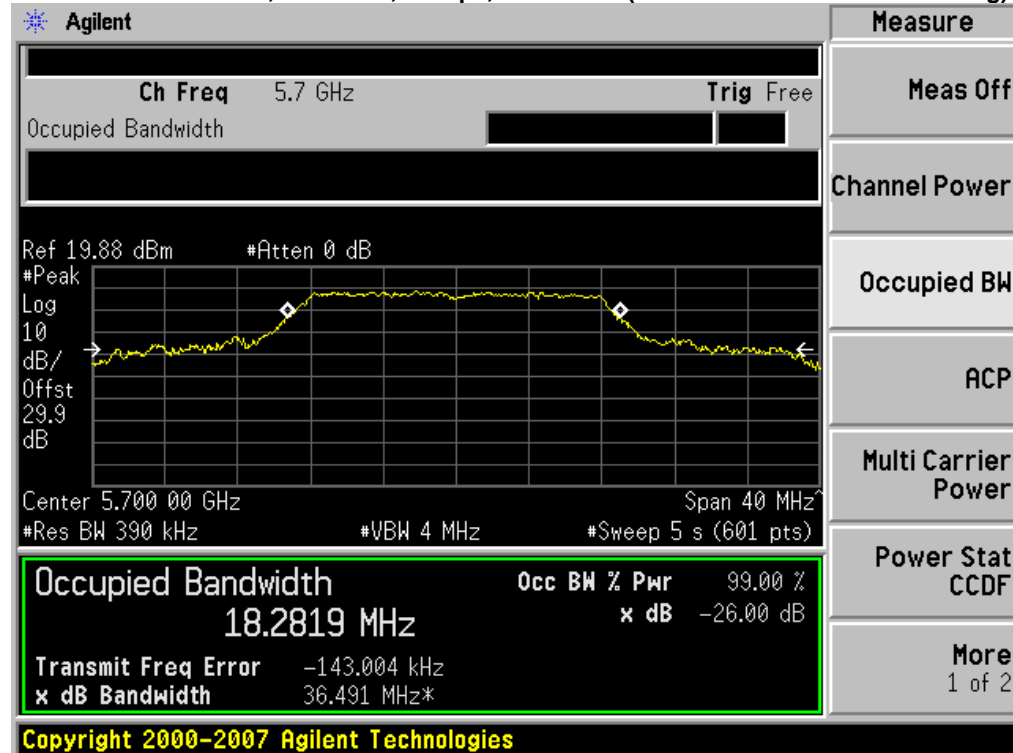 Agilent
Measure
Ch Freq 5.7 GHz Trig Free
Occupied Bandwidth
Meas Off
Channel Power
Occupied BW
ACP
Multi Carrier Power
Power Stat CCDF
More
1 of 2
Ref 19.88 dBm #Atten 0 dB
#Peak
Log
10
dB/
Offst
29.9
dB
Center 5.700 00 GHz Span 40 MHz^
#Res BW 390 kHz #VBW 4 MHz #Sweep 5 s (601 pts)
Occupied Bandwidth
18.2819 MHz
Occ BW % Pwr 99.00 %
x dB -26.00 dB
Transmit Freq Error -143.004 kHz
x dB Bandwidth 36.491 MHz*
Copyright 2000-2007 Agilent Technologies